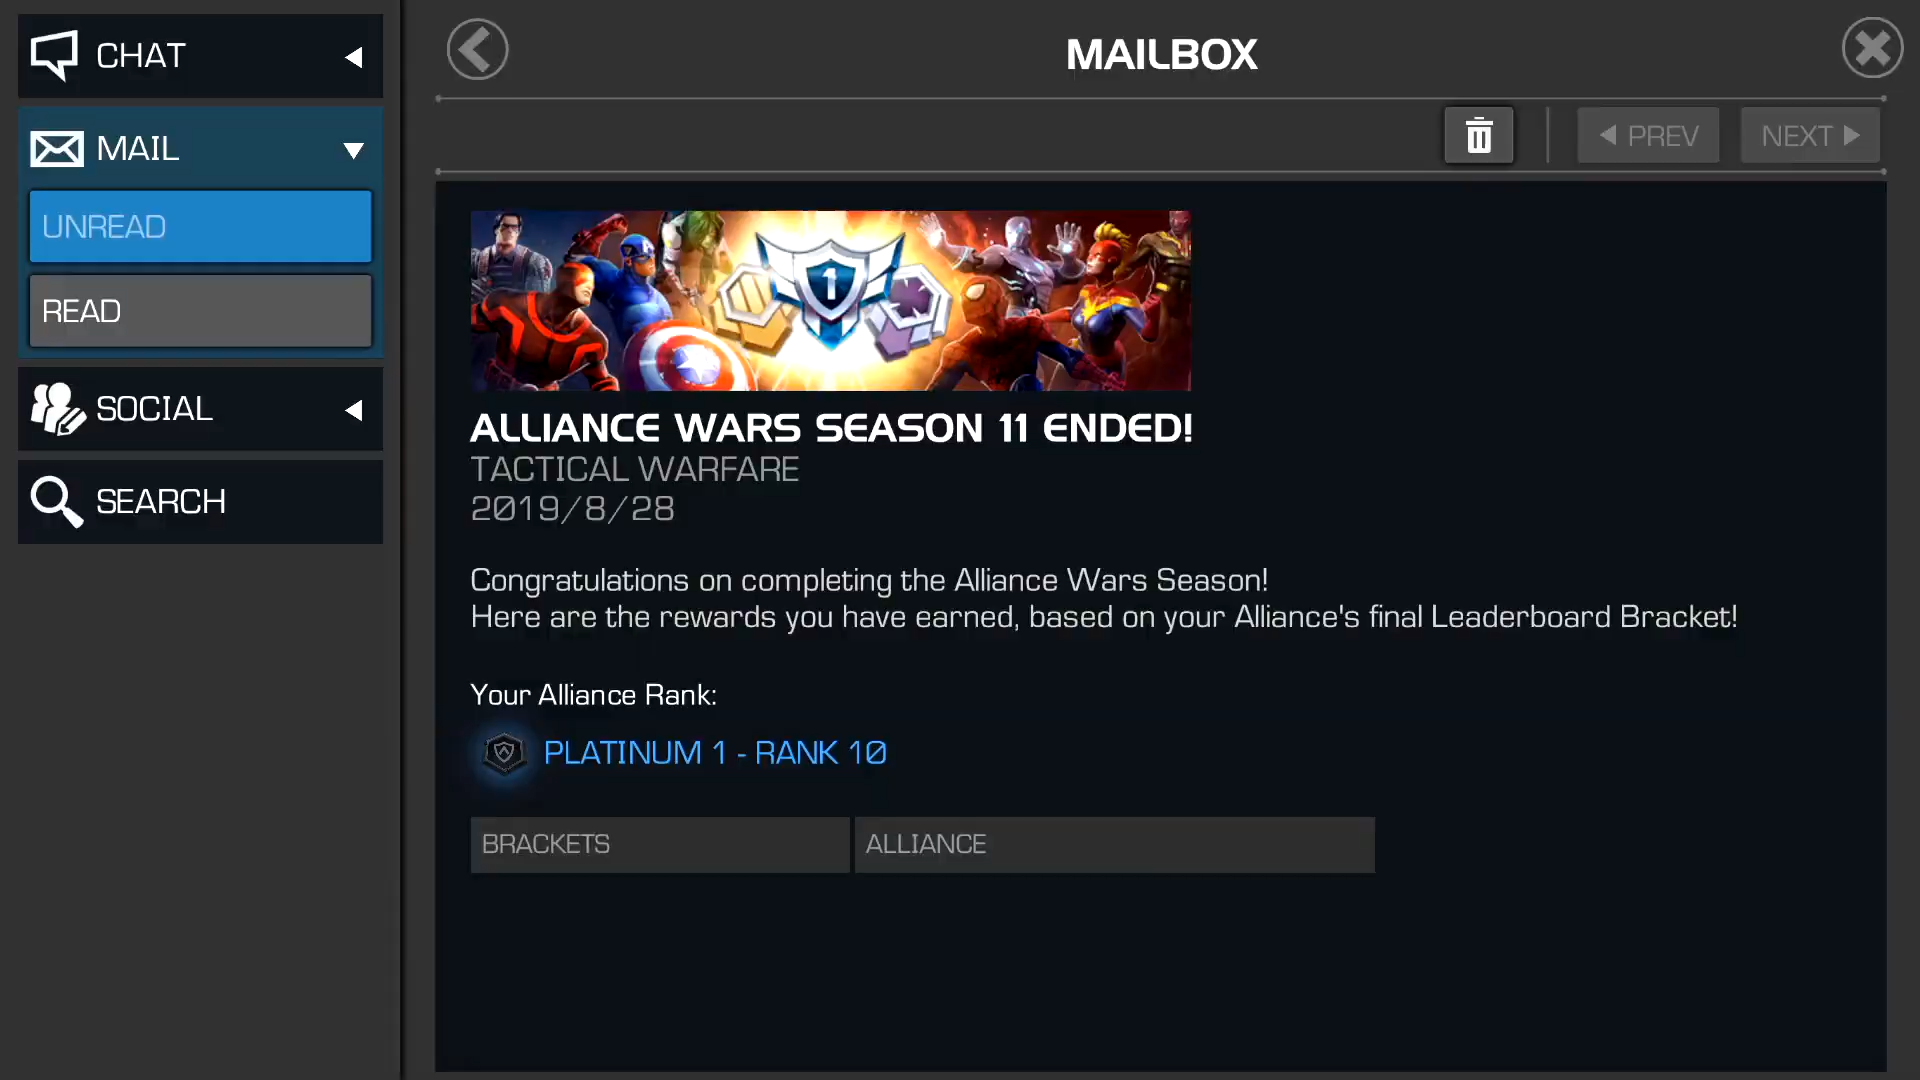 CHAT
MAIL
UNREAD
READ
SOCIAL
SEARCH
MAILBOX
PREV
NEXT
1
ALLIANCE WARS SEASON 11 ENDED!
TACTICAL WARFARE
2019/8/28
Congratulations on completing the Alliance Wars Season!
Here are the rewards you have earned, based on your Alliance's final Leaderboard Bracket!
Your Alliance Rank:
PLATINUM 1 - RANK 10
BRACKETS
ALLIANCE